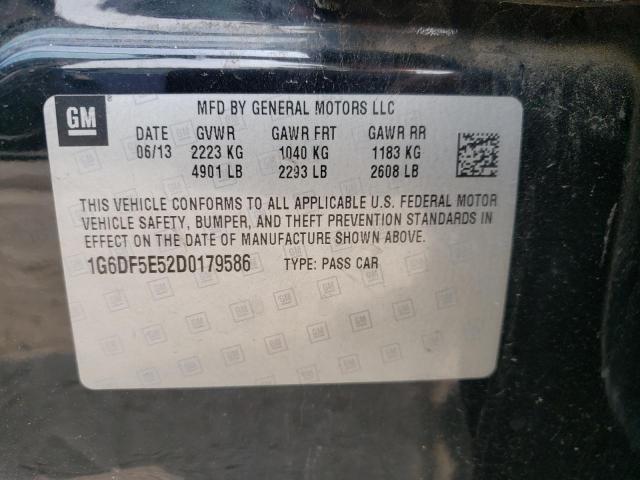 GM
MFD BY GENERAL MOTORS LLC
DATE GVWR GAWR FRT GAWR RR
06/13 2223 KG 1040 KG 1183 KG
4901 LB 2293 LB 2608 LB
THIS VEHICLE CONFORMS TO ALL APPLICABLE U.S. FEDERAL MOTOR
VEHICLE SAFETY, BUMPER, AND THEFT PREVENTION STANDARDS IN
EFFECT ON THE DATE OF MANUFACTURE SHOWN ABOVE.
1G6DF5E52D0179586 TYPE: PASS CAR